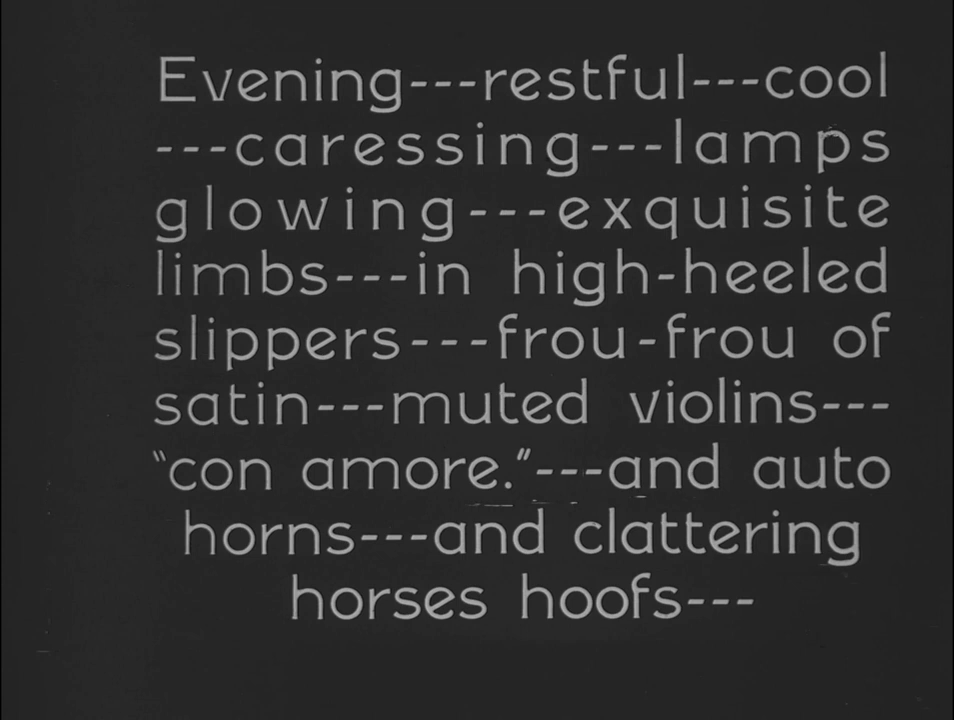 Evening---restful---cool
---caressing---lamps
glowing---exquisite
limbs---in high-heeled
slippers---frou-frou of
satin---muted violins---
"con amore."---and auto
horns---and clattering
horses hoofs---